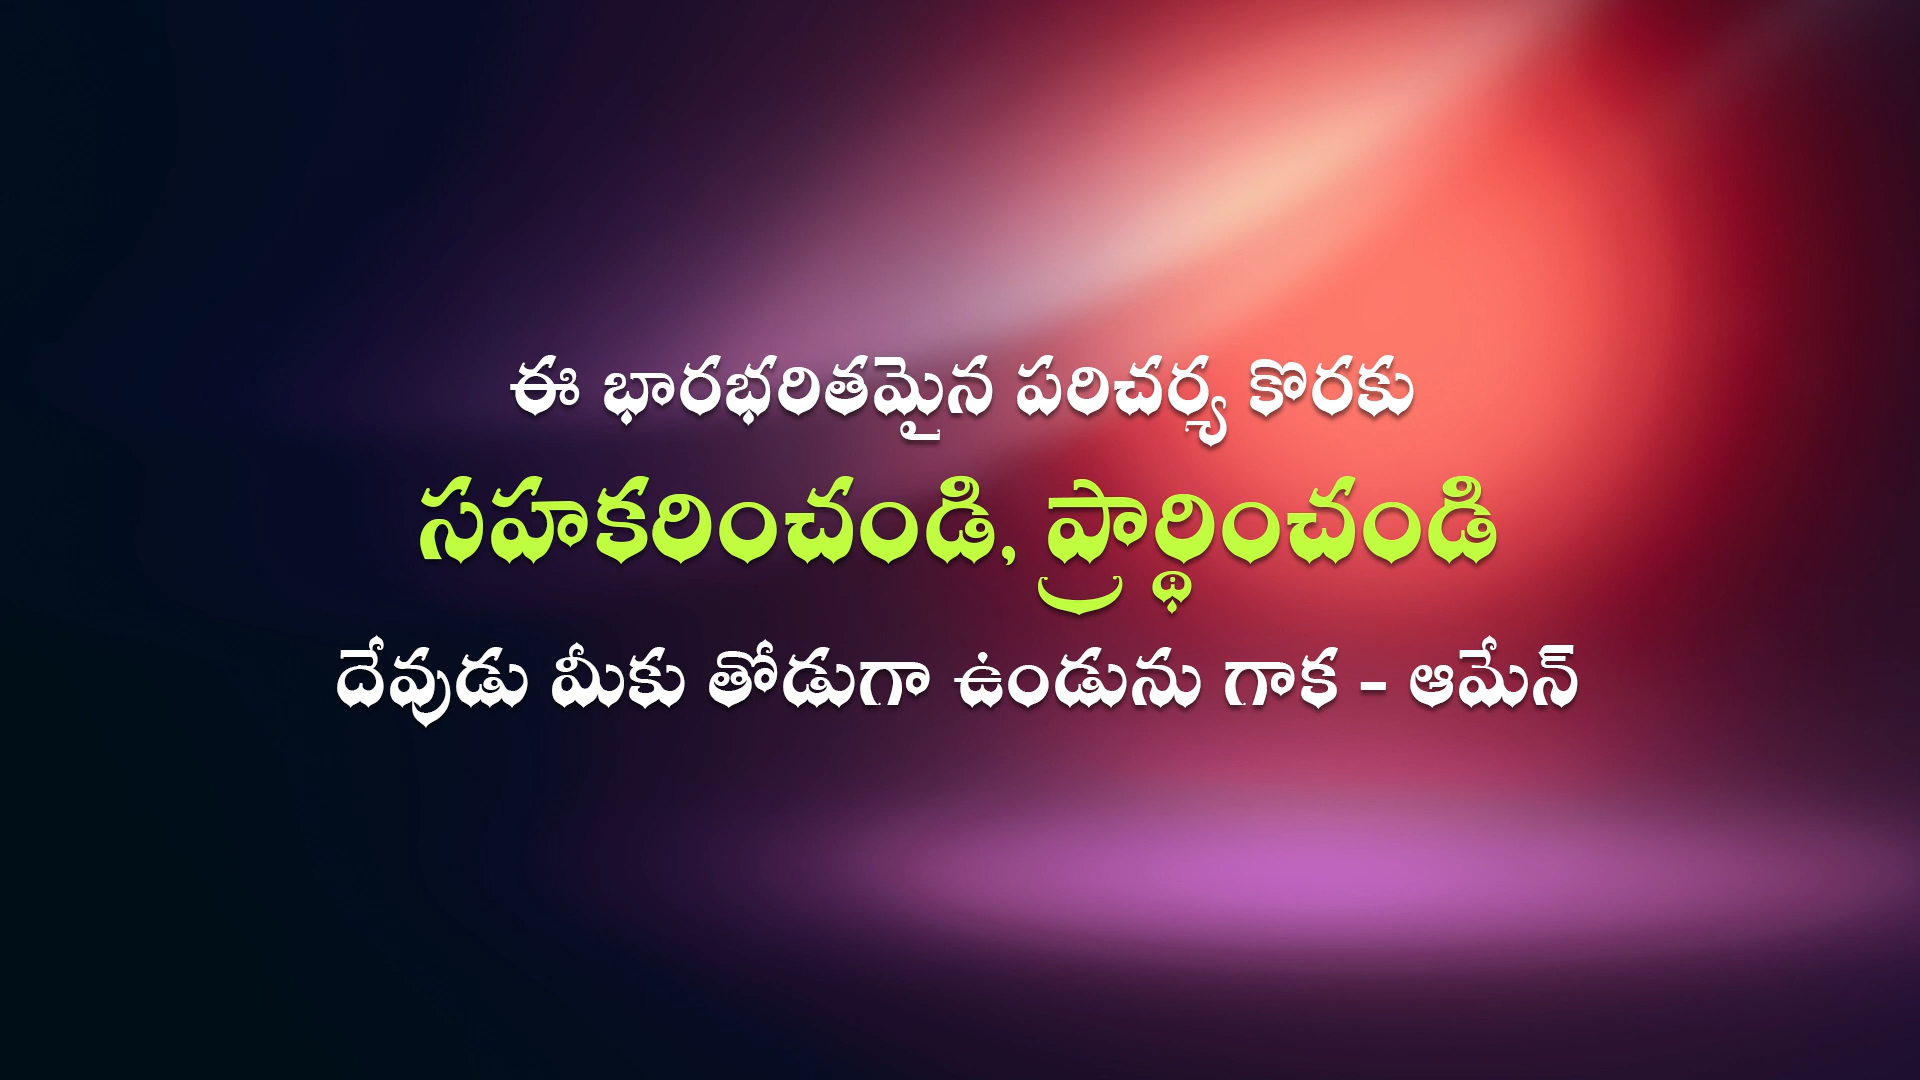 ఈ భారభరితమైన పరిచర్య కొరకు
సహకరించండి, ప్రార్థించండి
దేవుడు మీకు తోడుగా ఉండును గాక - ఆమేన్